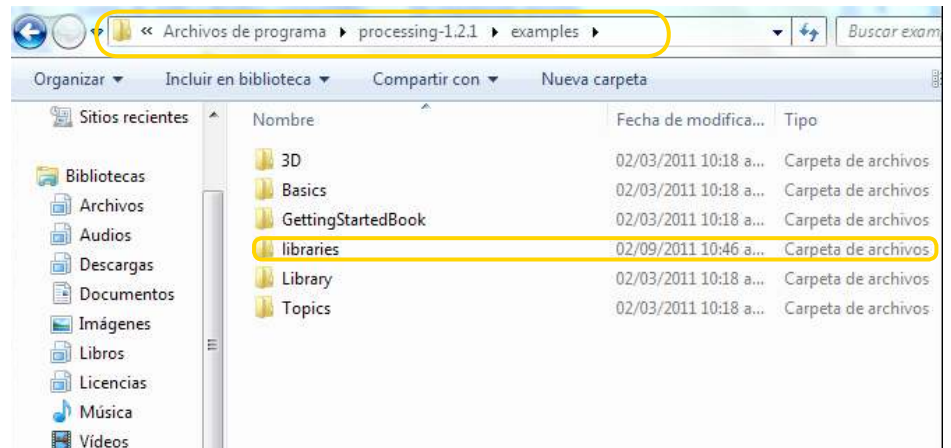 « Archivos de programa ▸ processing-1.2.1 ▸ examples ▸ Buscar exam
Organizar ▾ Incluir en biblioteca ▾ Compartir con ▾ Nueva carpeta
Sitios recientes
Bibliotecas
Archivos
Audios
Descargas
Documentos
Imágenes
Libros
Licencias
Música
Vídeos
Nombre Fecha de modifica... Tipo
3D 02/03/2011 10:18 a... Carpeta de archivos
Basics 02/03/2011 10:18 a... Carpeta de archivos
GettingStartedBook 02/03/2011 10:18 a... Carpeta de archivos
libraries 02/09/2011 10:46 a... Carpeta de archivos
Library 02/03/2011 10:18 a... Carpeta de archivos
Topics 02/03/2011 10:18 a... Carpeta de archivos